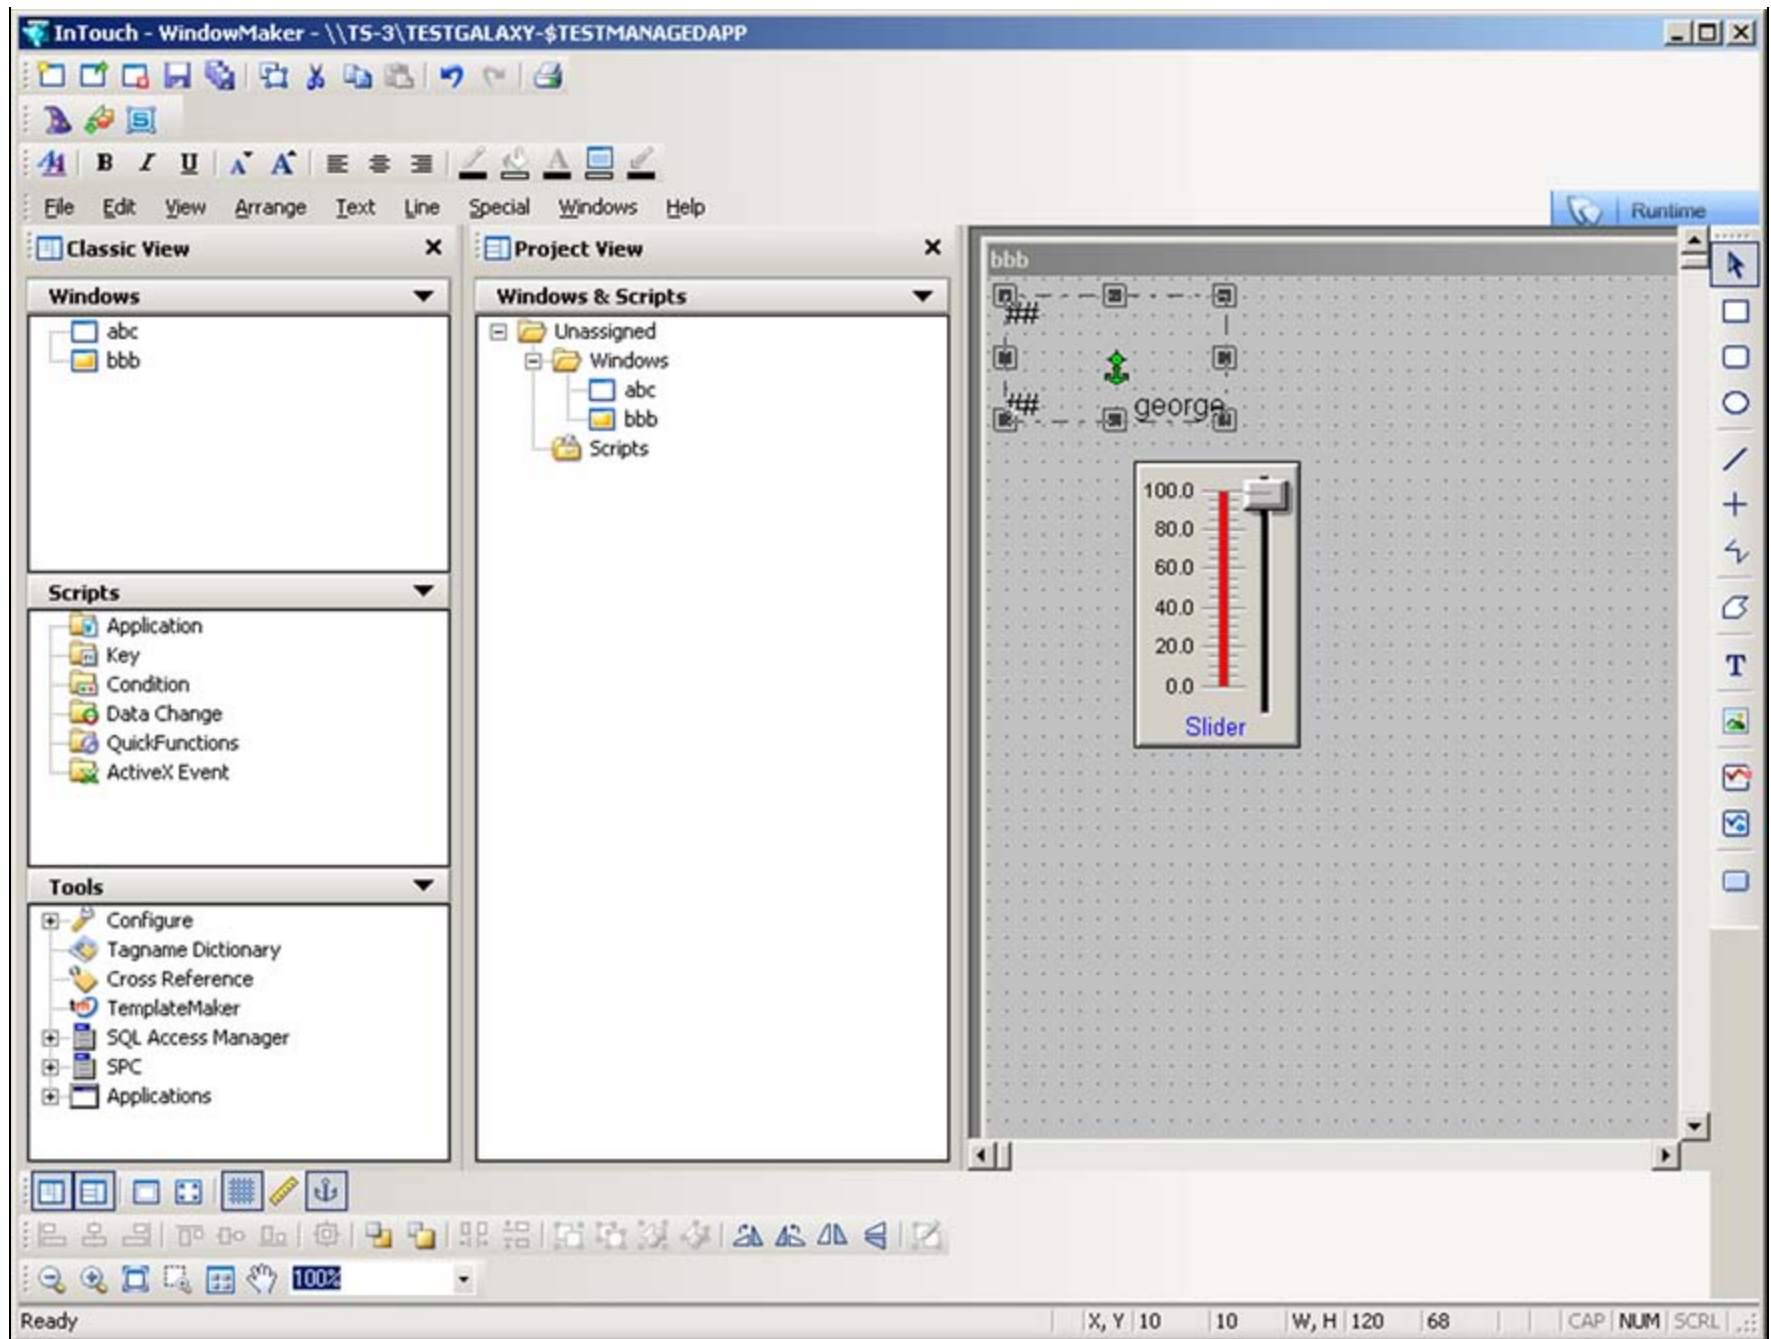 InTouch - WindowMaker - \\TS-3\TESTGALAXY-$TESTMANAGEDAPP
B I U A A
File Edit View Arrange Text Line Special Windows Help
Runtime
Classic View
Windows
abc
bbb
Scripts
Application
Key
Condition
Data Change
QuickFunctions
ActiveX Event
Tools
Configure
Tagname Dictionary
Cross Reference
TemplateMaker
SQL Access Manager
SPC
Applications
Project View
Windows & Scripts
Unassigned
Windows
abc
bbb
Scripts
bbb
##
## george
100.0
80.0
60.0
40.0
20.0
0.0
Slider
T
100%
Ready X, Y 10 10 W, H 120 68 CAP NUM SCRL